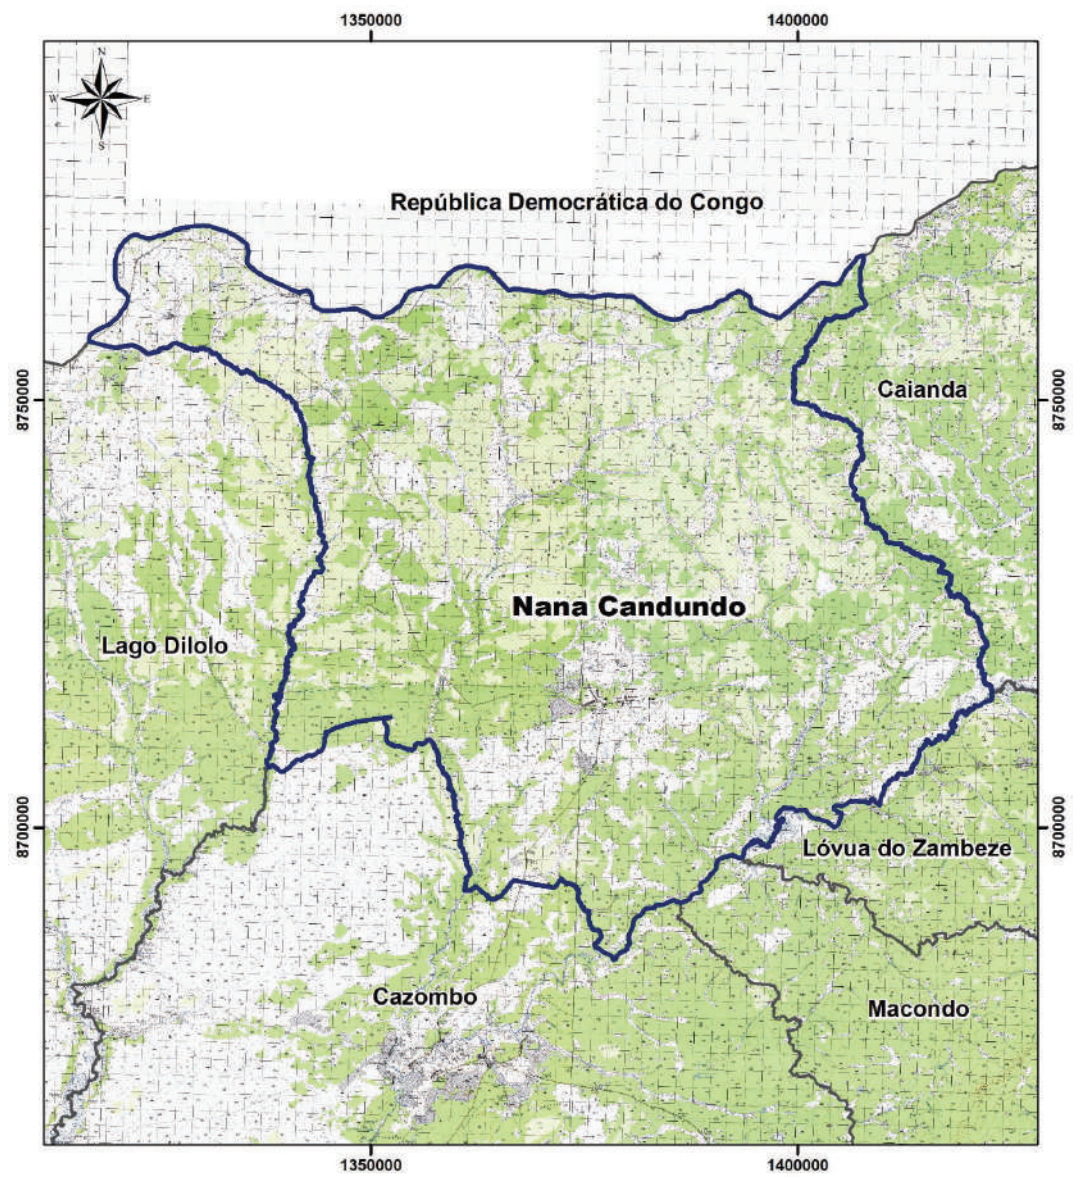 1350000
1400000
N
W
E
S
República Democrática do Congo
8750000
8750000
Caianda
Nana Candundo
Lago Dilolo
8700000
8700000
Lóvua do Zambeze
Cazombo
Macondo
1350000
1400000